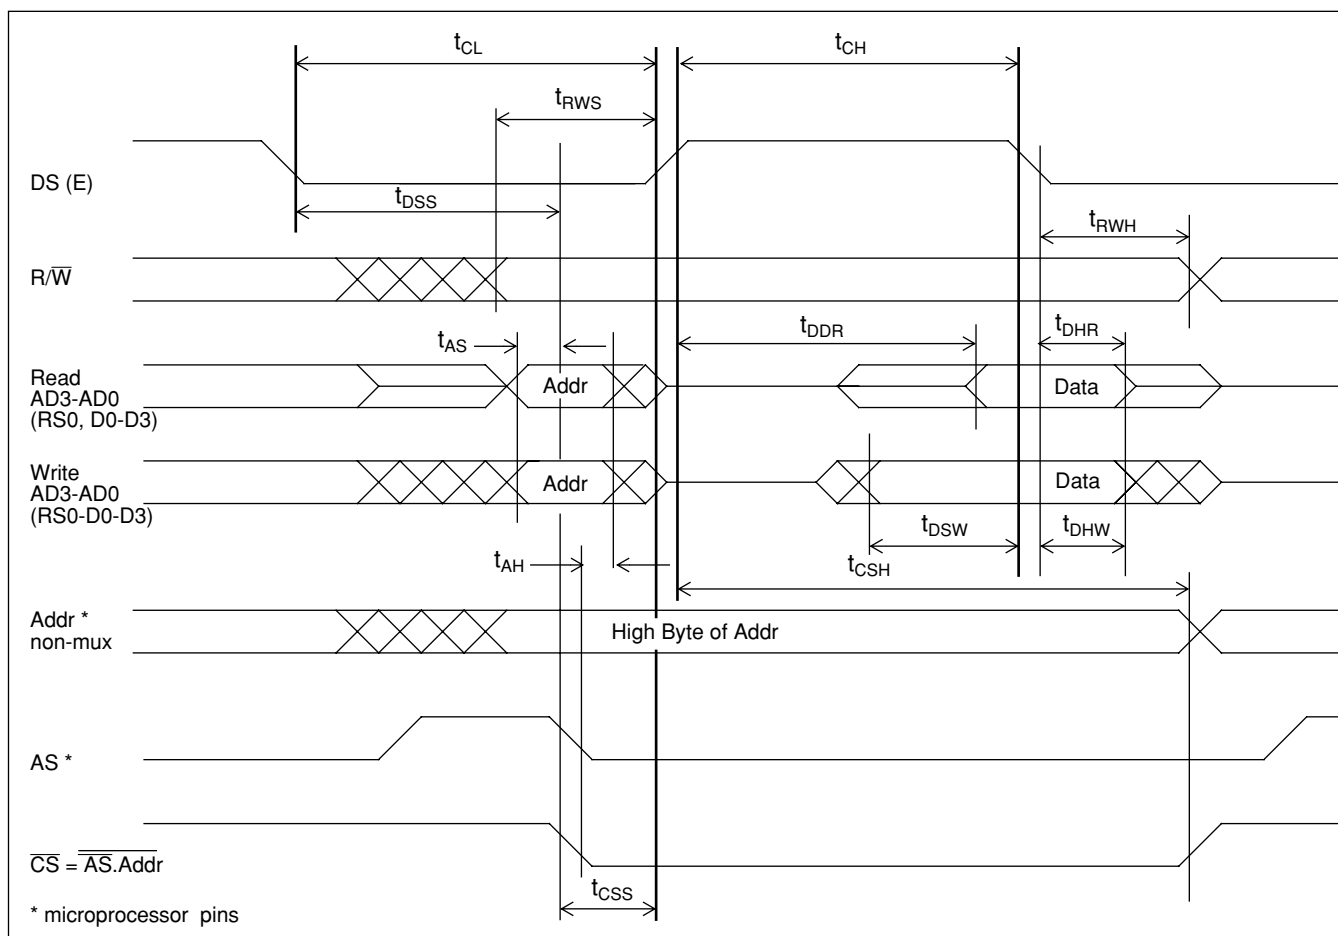 tCL
tCH
tRWS
DS (E)
tDSS
tRWH
R/W̅
tDDR
tDHR
tAS
Read
AD3-AD0
(RS0, D0-D3)
Addr
Data
Write
AD3-AD0
(RS0-D0-D3)
Addr
Data
tDSW
tDHW
tAH
tCSH
Addr *
non-mux
High Byte of Addr
AS *
C̅S̅ = A̅S̅.Addr
tCSS
* microprocessor pins